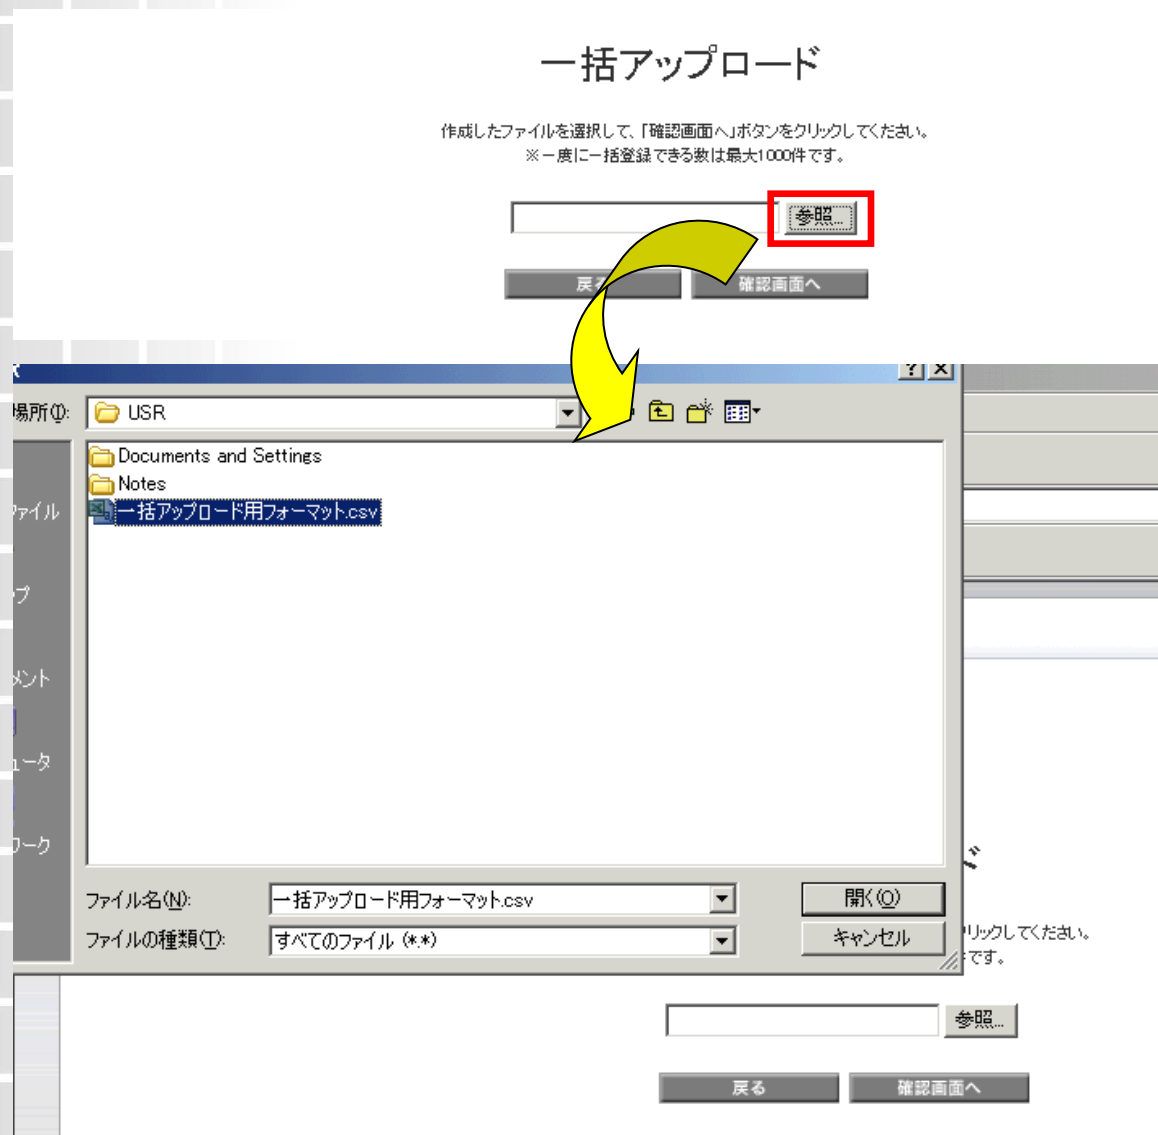 一括アップロード
作成したファイルを選択して、「確認画面へ」ボタンをクリックしてください。
※一度に一括登録できる数は最大1000件です。
参照...
戻る 確認画面へ
場所(I): USR
Documents and Settings
Notes
一括アップロード用フォーマット.csv
ファイル
プ
メント
ュータ
ワーク
ファイル名(N): 一括アップロード用フォーマット.csv 開く(O)
ファイルの種類(T): すべてのファイル (*.*) キャンセル
ド
リックしてください。
です。
参照...
戻る 確認画面へ